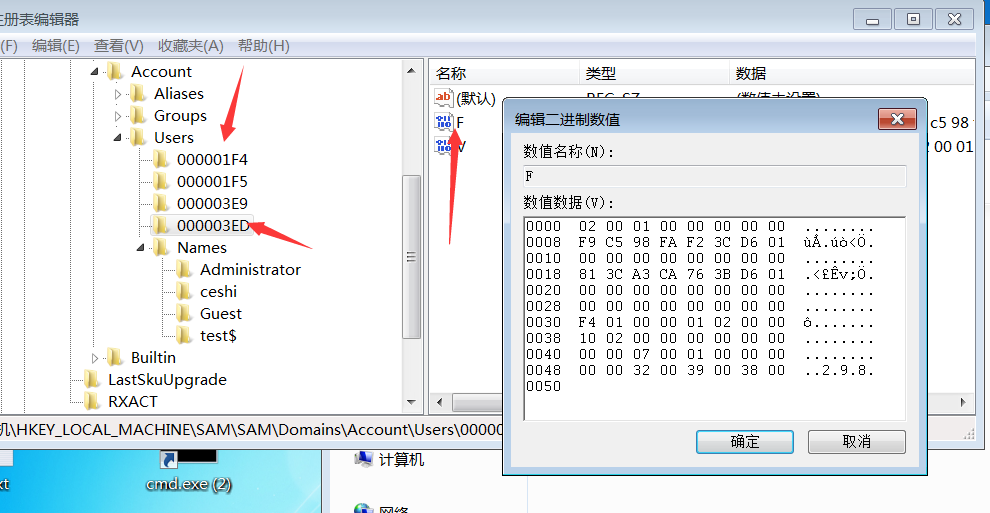 注册表编辑器
(F) 编辑(E) 查看(V) 收藏夹(A) 帮助(H)
Account
Aliases
Groups
Users
000001F4
000001F5
000003E9
000003ED
Names
Administrator
ceshi
Guest
test$
Builtin
LastSkuUpgrade
RXACT
名称 类型 数据
(默认)
F c5 98
V 00 01
编辑二进制数值
数值名称(N):
F
数值数据(V):
0000 02 00 01 00 00 00 00 00 ........
0008 F9 C5 98 FA F2 3C D6 01 ùÅ.úò<Ö.
0010 00 00 00 00 00 00 00 00 ........
0018 81 3C A3 CA 76 3B D6 01 .<£Êv;Ö.
0020 00 00 00 00 00 00 00 00 ........
0028 00 00 00 00 00 00 00 00 ........
0030 F4 01 00 00 01 02 00 00 ô.......
0038 10 02 00 00 00 00 00 00 ........
0040 00 00 07 00 01 00 00 00 ........
0048 00 00 32 00 39 00 38 00 ..2.9.8.
0050
确定 取消
机\HKEY_LOCAL_MACHINE\SAM\SAM\Domains\Account\Users\00000
cmd.exe (2)
计算机
网络